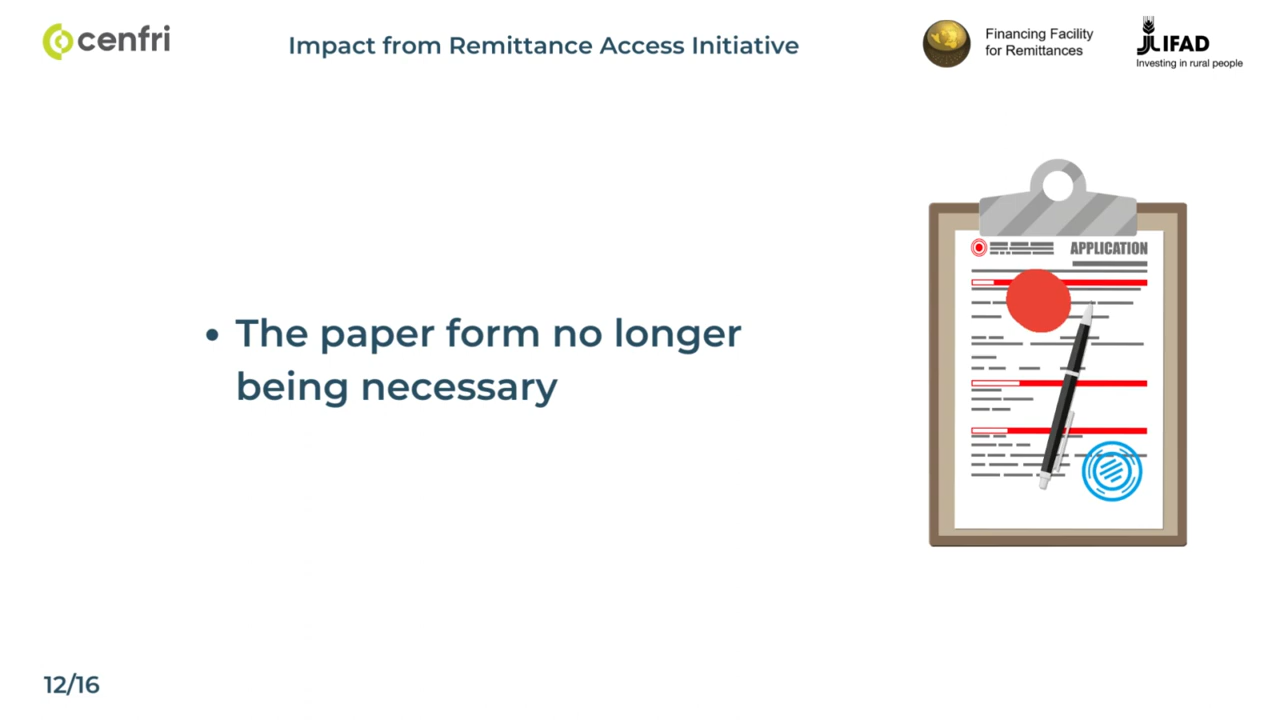 cenfri
Impact from Remittance Access Initiative
Financing Facility
for Remittances
IFAD
Investing in rural people
APPLICATION
• The paper form no longer
being necessary
12/16